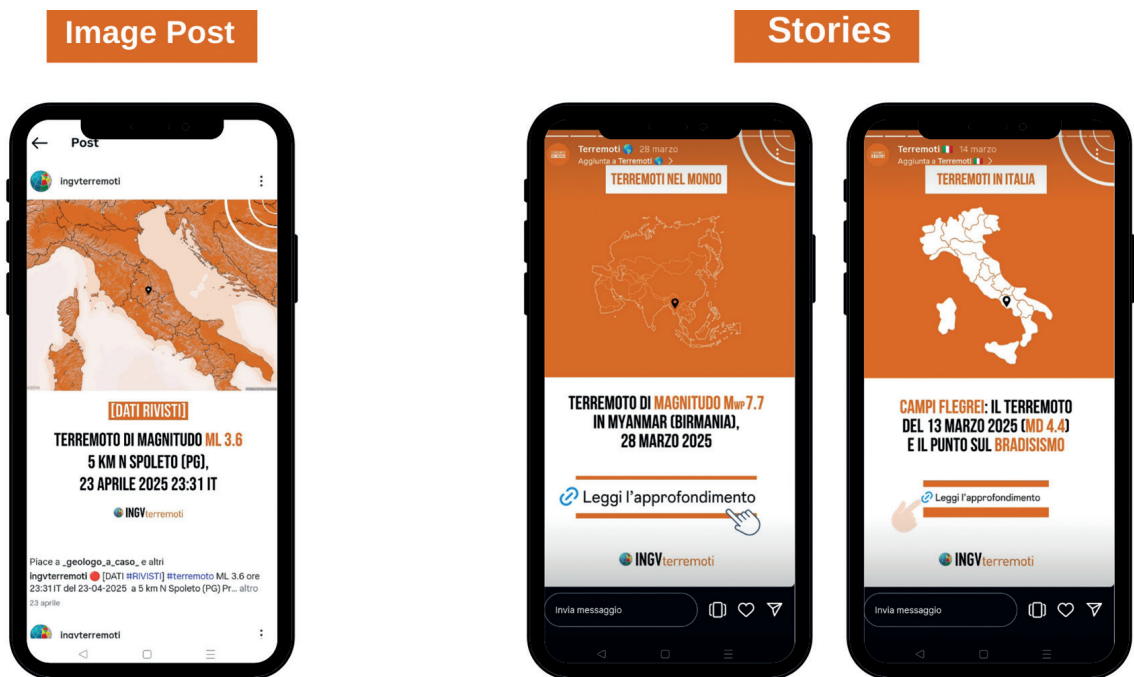 Image Post
Stories
Post
ingvterremoti
[DATI RIVISTI]
TERREMOTO DI MAGNITUDO ML 3.6
5 KM N SPOLETO (PG),
23 APRILE 2025 23:31 IT
INGVterremoti
Piace a _geologo_a_caso_ e altri
ingvterremoti 🔴 [DATI #RIVISTI] #terremoto ML 3.6 ore
23:31 IT del 23-04-2025 a 5 km N Spoleto (PG) Pr... altro
23 aprile
ingvterremoti
Terremoti 🌎 28 marzo
Aggiunta a Terremoti 🌎 >
TERREMOTI NEL MONDO
TERREMOTO DI MAGNITUDO Mwp 7.7
IN MYANMAR (BIRMANIA),
28 MARZO 2025
Leggi l'approfondimento
INGVterremoti
Invia messaggio
Terremoti 🇮🇹 14 marzo
Aggiunta a Terremoti 🇮🇹 >
TERREMOTI IN ITALIA
CAMPI FLEGREI: IL TERREMOTO
DEL 13 MARZO 2025 (MD 4.4)
E IL PUNTO SUL BRADISISMO
Leggi l'approfondimento
INGVterremoti
Invia messaggio